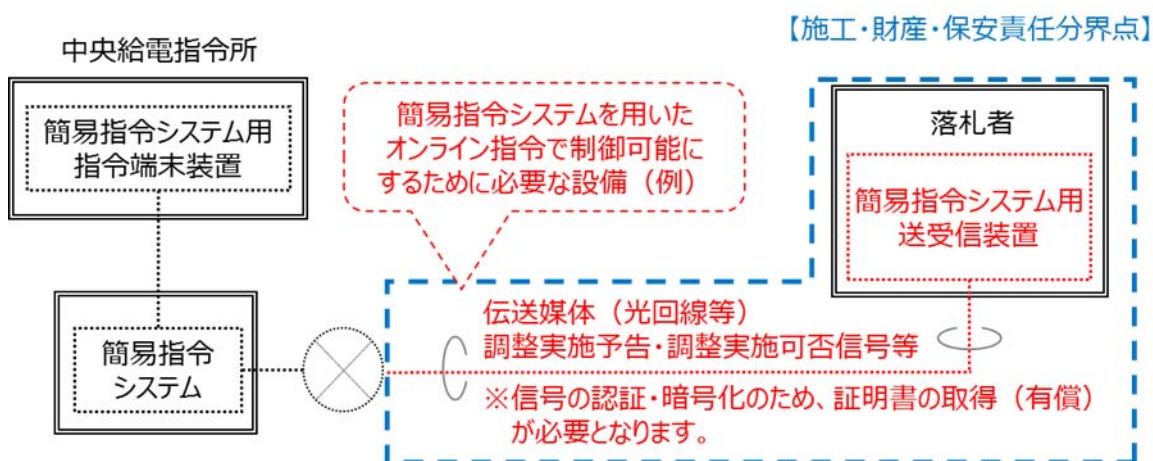 【施工・財産・保安責任分界点】
中央給電指令所
簡易指令システム用
指令端末装置
簡易指令システムを用いた
オンライン指令で制御可能に
するために必要な設備（例）
落札者
簡易指令システム用
送受信装置
簡易指令
システム
伝送媒体（光回線等）
調整実施予告・調整実施可否信号等
※信号の認証・暗号化のため、証明書の取得（有償）
が必要となります。